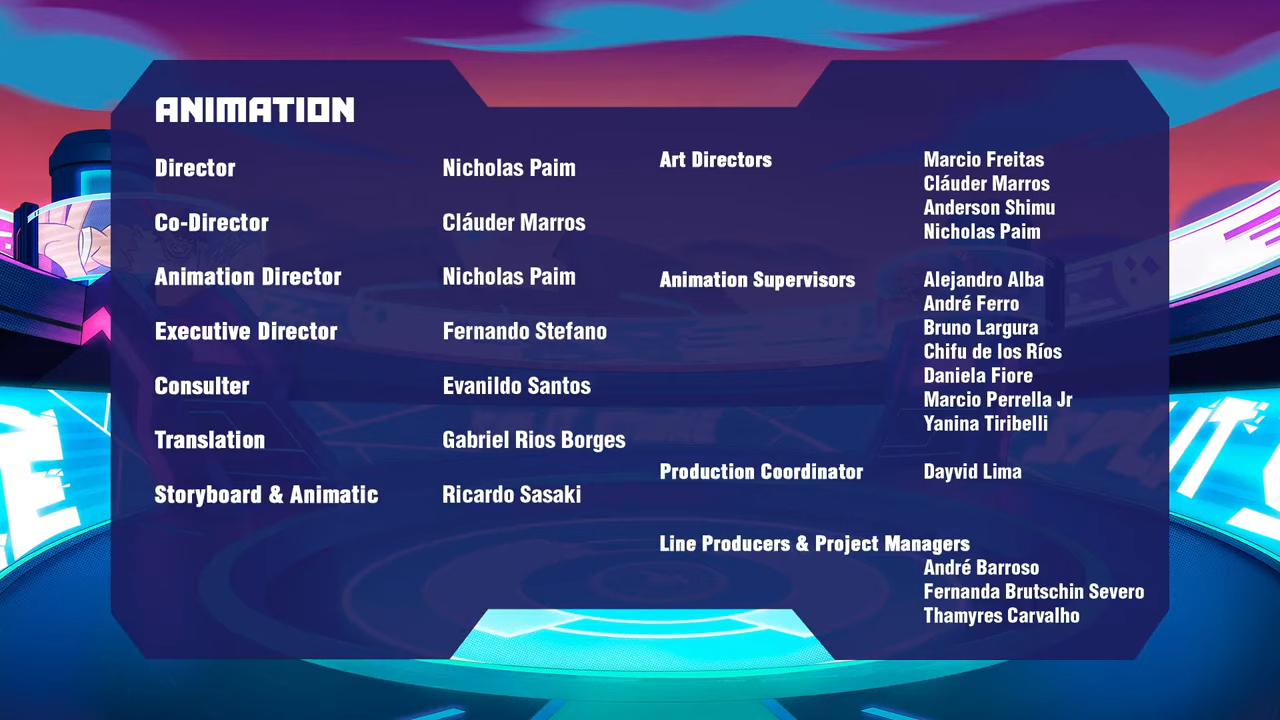 ANIMATION
Director Nicholas Paim
Co-Director Cláuder Marros
Animation Director Nicholas Paim
Executive Director Fernando Stefano
Consulter Evanildo Santos
Translation Gabriel Rios Borges
Storyboard & Animatic Ricardo Sasaki
Art Directors Marcio Freitas
Cláuder Marros
Anderson Shimu
Nicholas Paim
Animation Supervisors Alejandro Alba
André Ferro
Bruno Largura
Chifu de los Ríos
Daniela Fiore
Marcio Perrella Jr
Yanina Tiribelli
Production Coordinator Dayvid Lima
Line Producers & Project Managers
André Barroso
Fernanda Brutschin Severo
Thamyres Carvalho